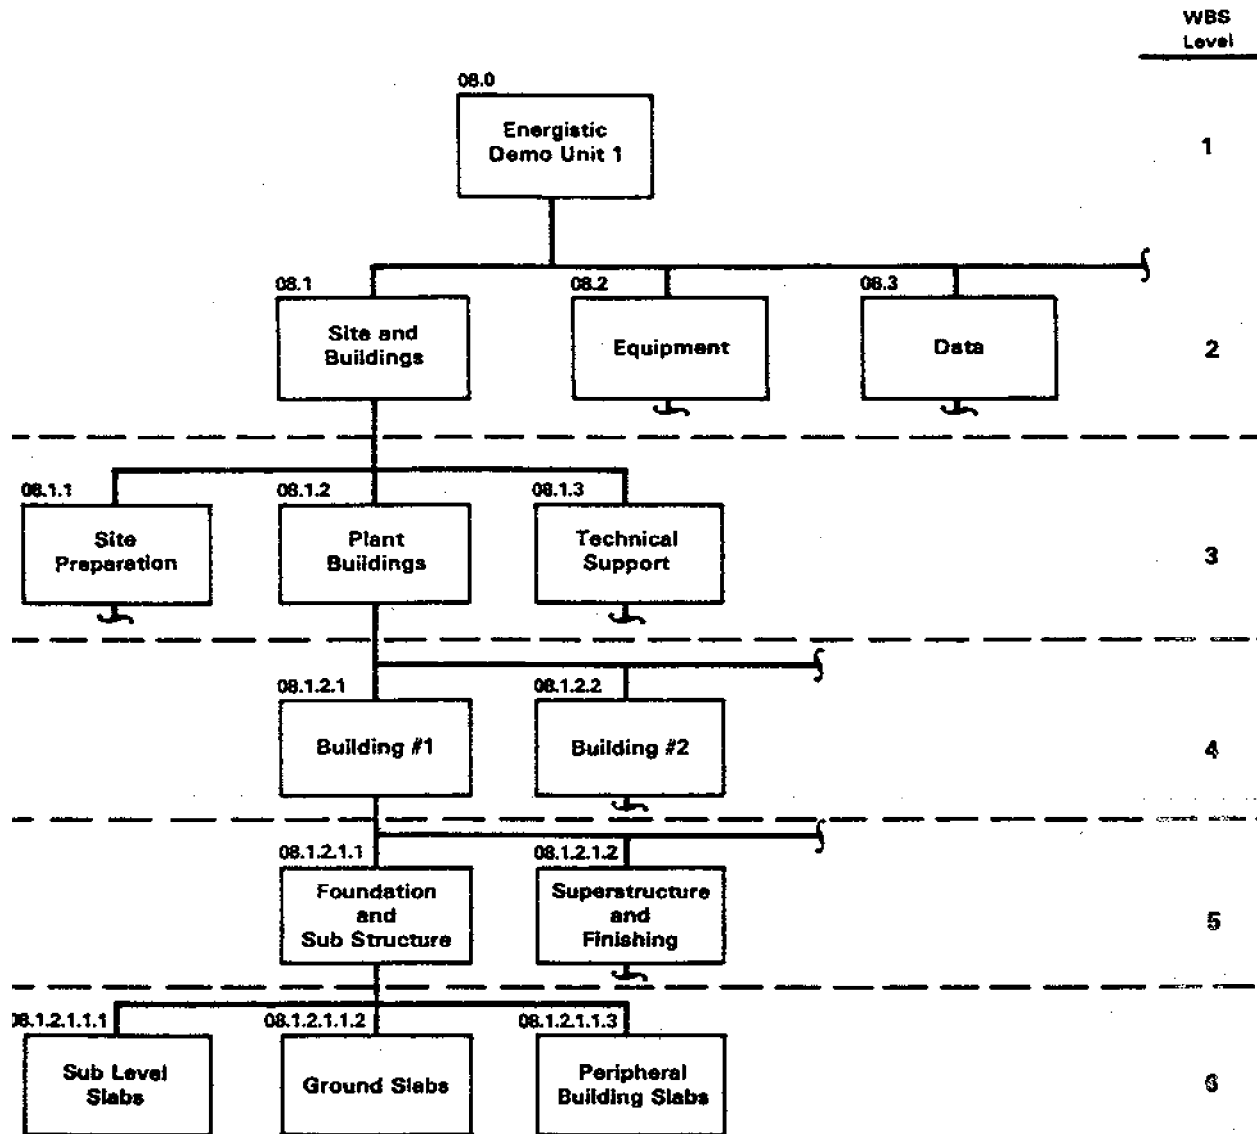 WBS
Level
08.0
Energistic
Demo Unit 1
1
08.1
08.2
08.3
Site and
Buildings
Equipment
Data
2
08.1.1
08.1.2
08.1.3
Site
Preparation
Plant
Buildings
Technical
Support
3
08.1.2.1
08.1.2.2
Building #1
Building #2
4
08.1.2.1.1
08.1.2.1.2
Foundation
and
Sub Structure
Superstructure
and
Finishing
5
08.1.2.1.1.1
08.1.2.1.1.2
08.1.2.1.1.3
Sub Level
Slabs
Ground Slabs
Peripheral
Building Slabs
6